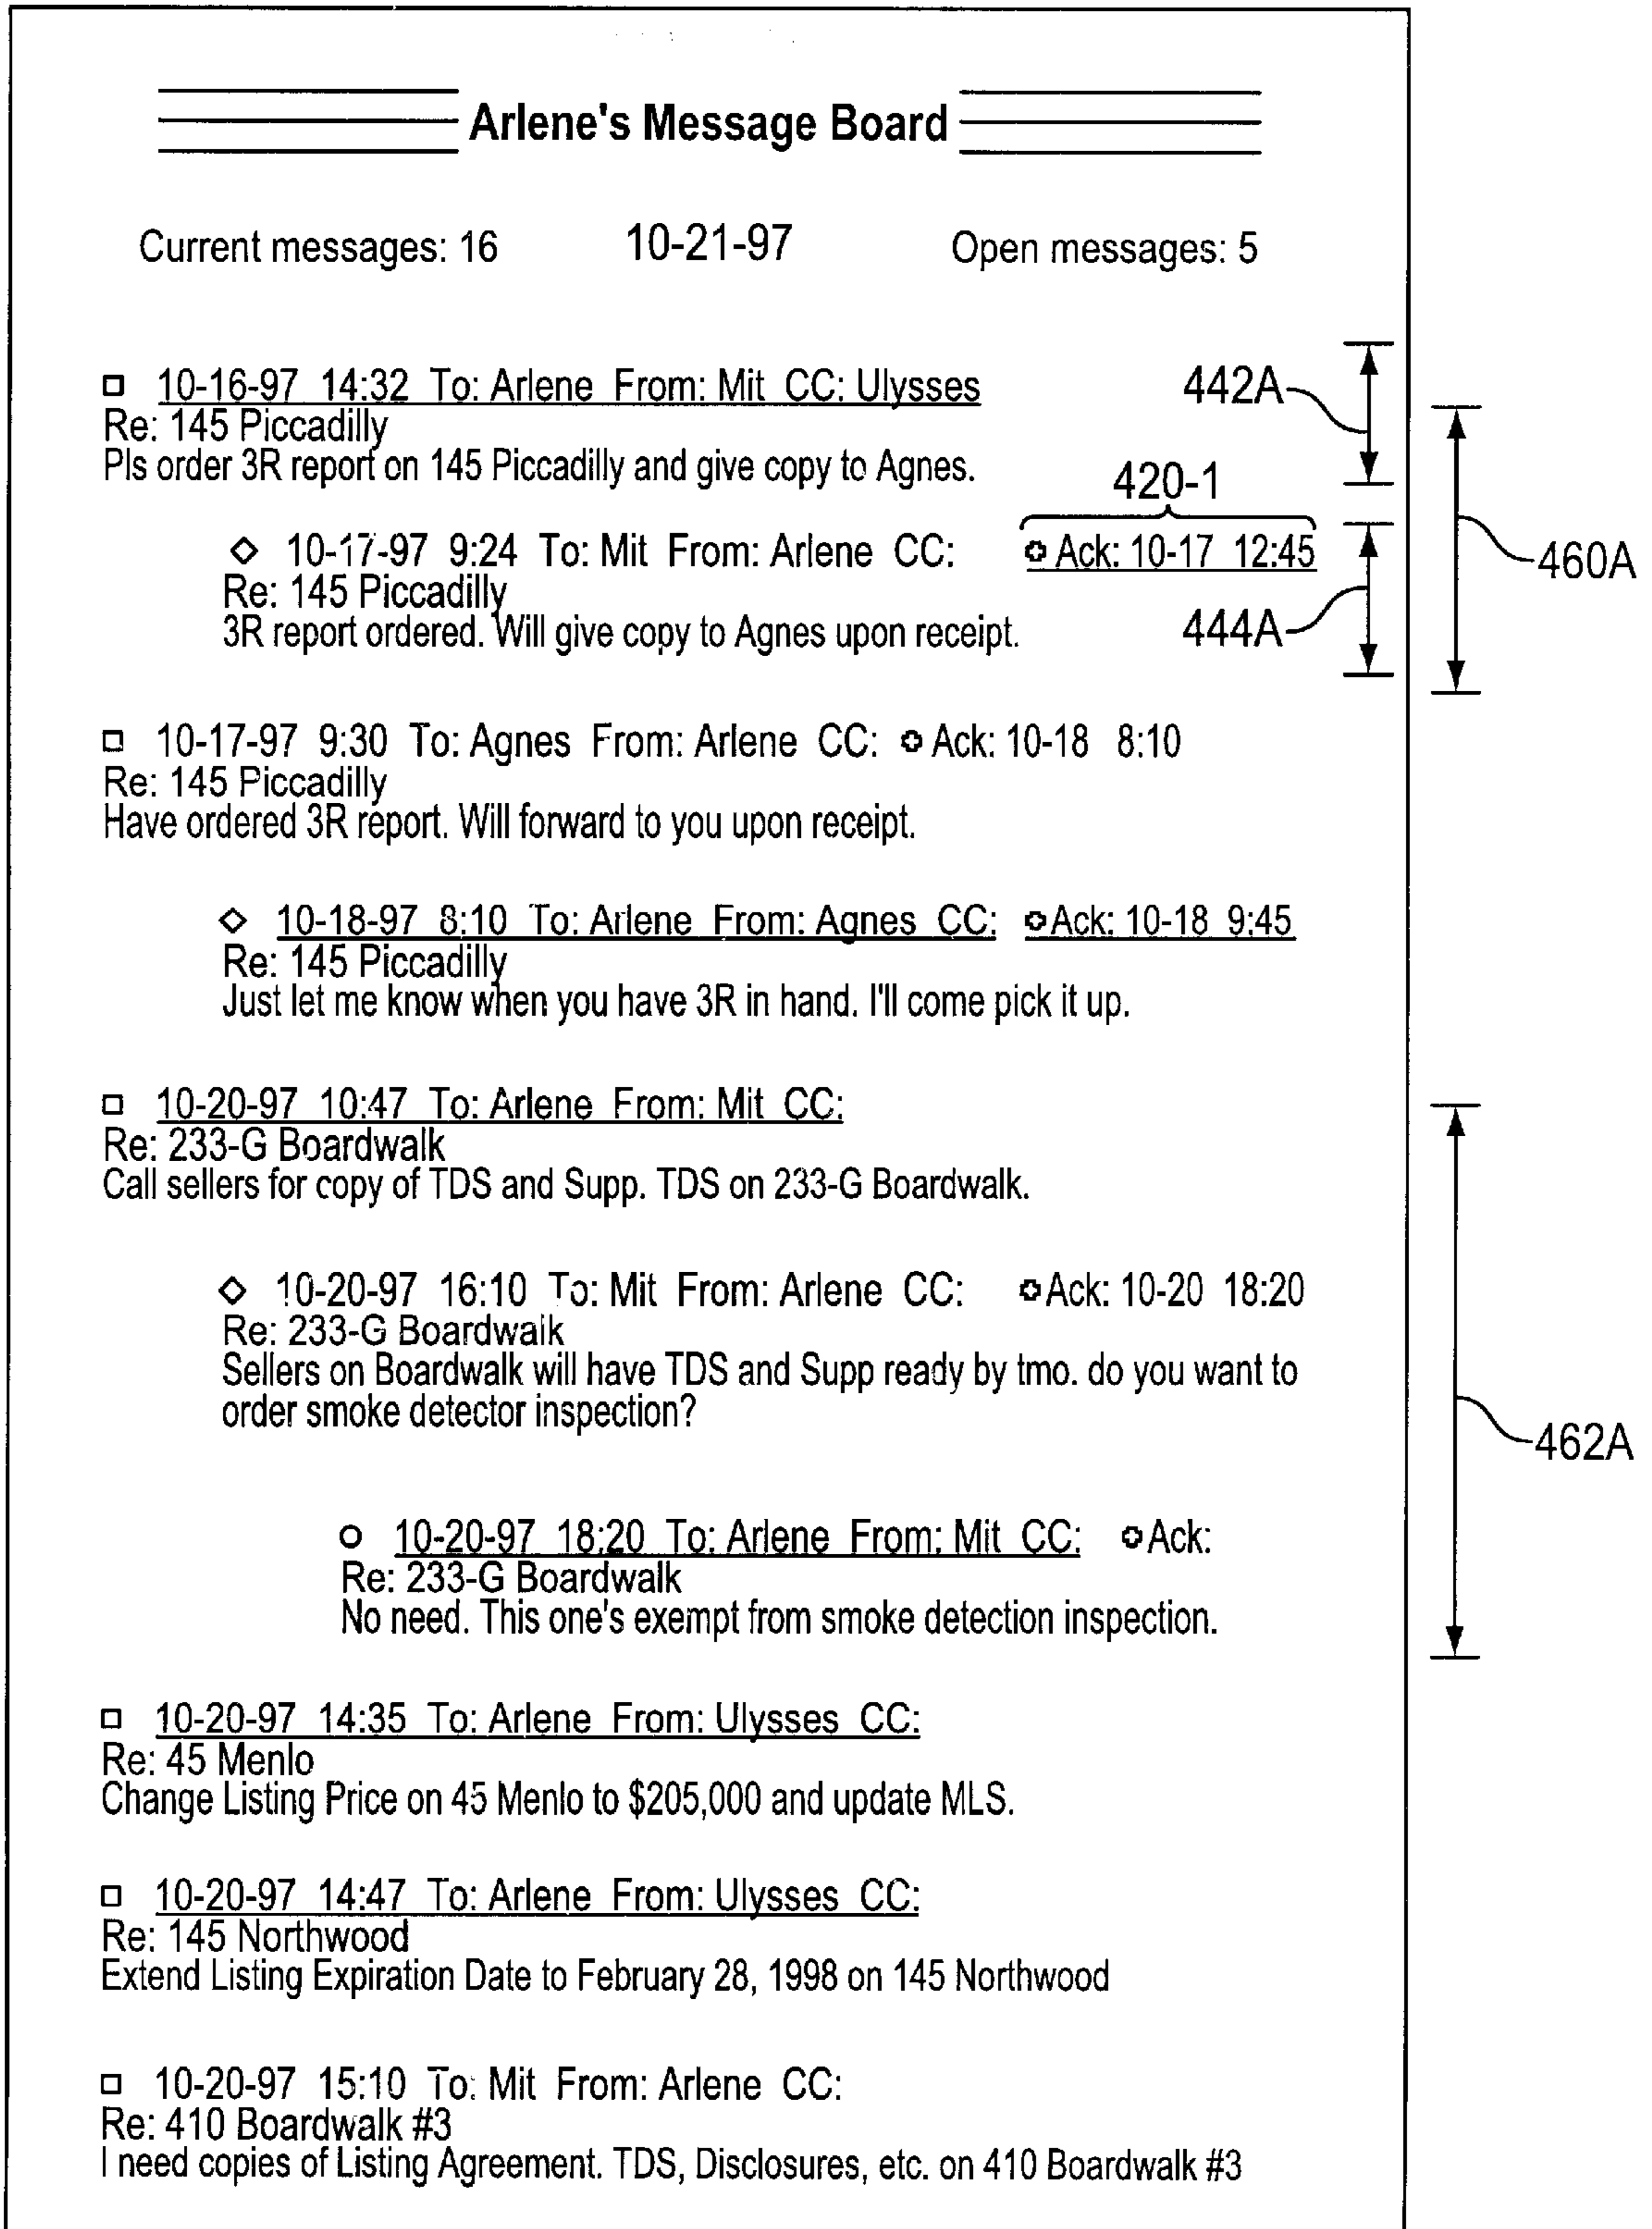 Arlene's Message Board
Current messages: 16 10-21-97 Open messages: 5
10-16-97 14:32 To: Arlene From: Mit CC: Ulysses
442A
Re: 145 Piccadilly
Pls order 3R report on 145 Piccadilly and give copy to Agnes.
420-1
10-17-97 9:24 To: Mit From: Arlene CC: Ack: 10-17 12:45
460A
Re: 145 Piccadilly
3R report ordered. Will give copy to Agnes upon receipt.
444A
10-17-97 9:30 To: Agnes From: Arlene CC: Ack: 10-18 8:10
Re: 145 Piccadilly
Have ordered 3R report. Will forward to you upon receipt.
10-18-97 8:10 To: Arlene From: Agnes CC: Ack: 10-18 9:45
Re: 145 Piccadilly
Just let me know when you have 3R in hand. I'll come pick it up.
10-20-97 10:47 To: Arlene From: Mit CC:
Re: 233-G Boardwalk
Call sellers for copy of TDS and Supp. TDS on 233-G Boardwalk.
10-20-97 16:10 To: Mit From: Arlene CC: Ack: 10-20 18:20
Re: 233-G Boardwalk
Sellers on Boardwalk will have TDS and Supp ready by tmo. do you want to
order smoke detector inspection?
462A
10-20-97 18:20 To: Arlene From: Mit CC: Ack:
Re: 233-G Boardwalk
No need. This one's exempt from smoke detection inspection.
10-20-97 14:35 To: Arlene From: Ulysses CC:
Re: 45 Menlo
Change Listing Price on 45 Menlo to $205,000 and update MLS.
10-20-97 14:47 To: Arlene From: Ulysses CC:
Re: 145 Northwood
Extend Listing Expiration Date to February 28, 1998 on 145 Northwood
10-20-97 15:10 To: Mit From: Arlene CC:
Re: 410 Boardwalk #3
I need copies of Listing Agreement. TDS, Disclosures, etc. on 410 Boardwalk #3